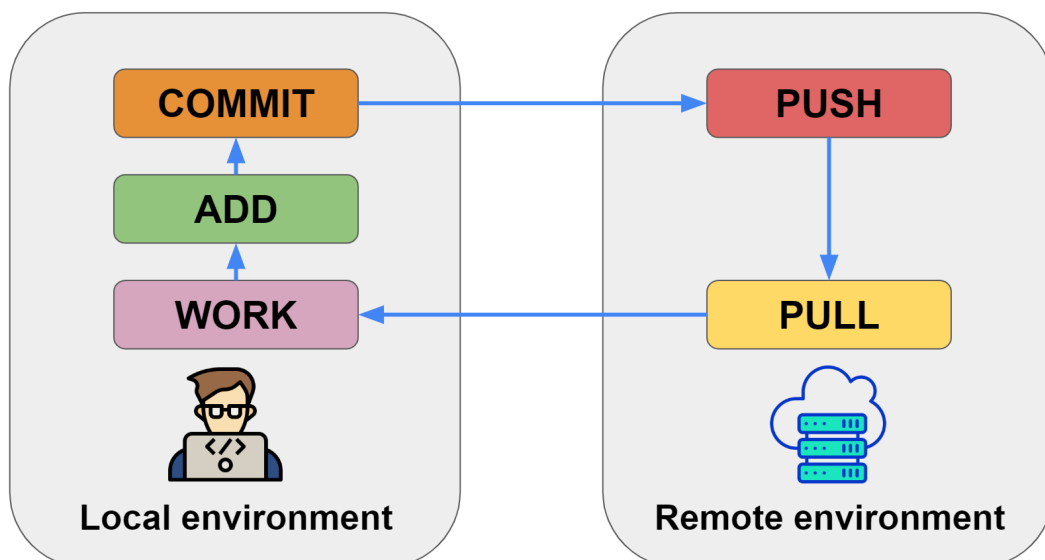 COMMIT
PUSH
ADD
WORK
PULL
</>
Local environment
Remote environment